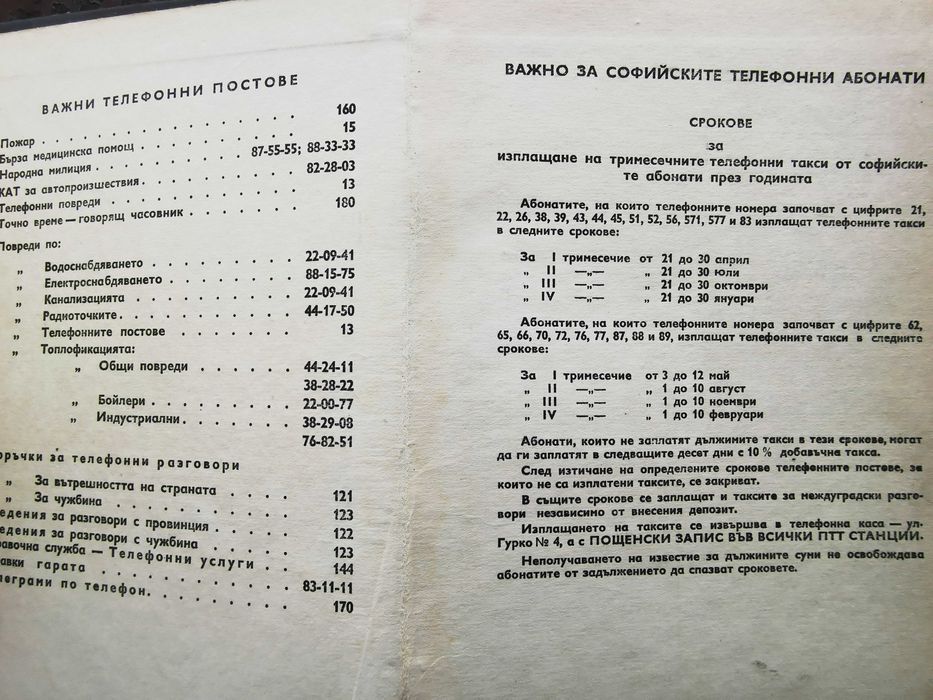 ВАЖНИ ТЕЛЕФОННИ ПОСТОВЕ
Пожар . . . . . . . . . . . . . . . . 160
Бърза медицинска помощ . . . . . . . . . . 15
Народна милиция . . . . . . . . 87-55-55; 88-33-33
КАТ за автопроизшествия . . . . . . . . . . 82-28-03
Телефонни повреди . . . . . . . . . . . . 13
Точно време — говорящ часовник . . . . . . . 180
Повреди по:
„ Водоснабдяването . . . . . . . . . 22-09-41
„ Електроснабдяването . . . . . . . . 88-15-75
„ Канализацията . . . . . . . . . . 22-09-41
„ Радиоточките . . . . . . . . . . . 44-17-50
„ Телефонните постове . . . . . . . . 13
„ Топлофикацията:
„ Общи повреди . . . . . . 44-24-11
38-28-22
„ Бойлери . . . . . . . . . 22-00-77
„ Индустриални . . . . . . . 38-29-08
76-82-51
оръчки за телефонни разговори
„ За вътрешността на страната . . . . 121
„ За чужбина . . . . . . . . . . . 123
едения за разговори с провинция . . . . . 122
едения за разговори с чужбина . . . . . . 123
равочна служба — Телефонни услуги . . . 144
авки гарата . . . . . . . . . . . . 83-11-11
леграми по телефон . . . . . . . . . . 170
ВАЖНО ЗА СОФИЙСКИТЕ ТЕЛЕФОННИ АБОНАТИ
СРОКОВЕ
за
изплащане на тримесечните телефонни такси от софийски-
те абонати през годината
Абонатите, на които телефонните номера започват с цифрите 21,
22, 26, 38, 39, 43, 44, 45, 51, 52, 56, 571, 577 и 83 изплащат телефонните такси
в следните срокове:
За I тримесечие от 21 до 30 април
„ II —„— „ 21 до 30 юли
„ III —„— „ 21 до 30 октомври
„ IV —„— „ 21 до 30 януари
Абонатите, на които телефонните номера започват с цифрите 62,
65, 66, 70, 72, 76, 77, 87, 88 и 89, изплащат телефонните такси в следните
срокове:
За I тримесечие от 3 до 12 май
„ II —„— „ 1 до 10 август
„ III —„— „ 1 до 10 ноември
„ IV —„— „ 1 до 10 февруари
Абонати, които не заплатят дължимите такси в тези срокове, могат
да ги заплатят в следващите десет дни с 10 % добавъчна такса.
След изтичане на определените срокове телефонните постове, за
които не са изплатени таксите, се закриват.
В същите срокове се заплащат и таксите за междуградски разго-
вори независимо от внесения депозит.
Изплащането на таксите се извършва в телефонна каса — ул.
Гурко № 4, а с ПОЩЕНСКИ ЗАПИС ВЪВ ВСИЧКИ ПТТ СТАНЦИИ.
Неполучаването на известие за дължимите суми не освобождава
абонатите от задължението да спазват сроковете.